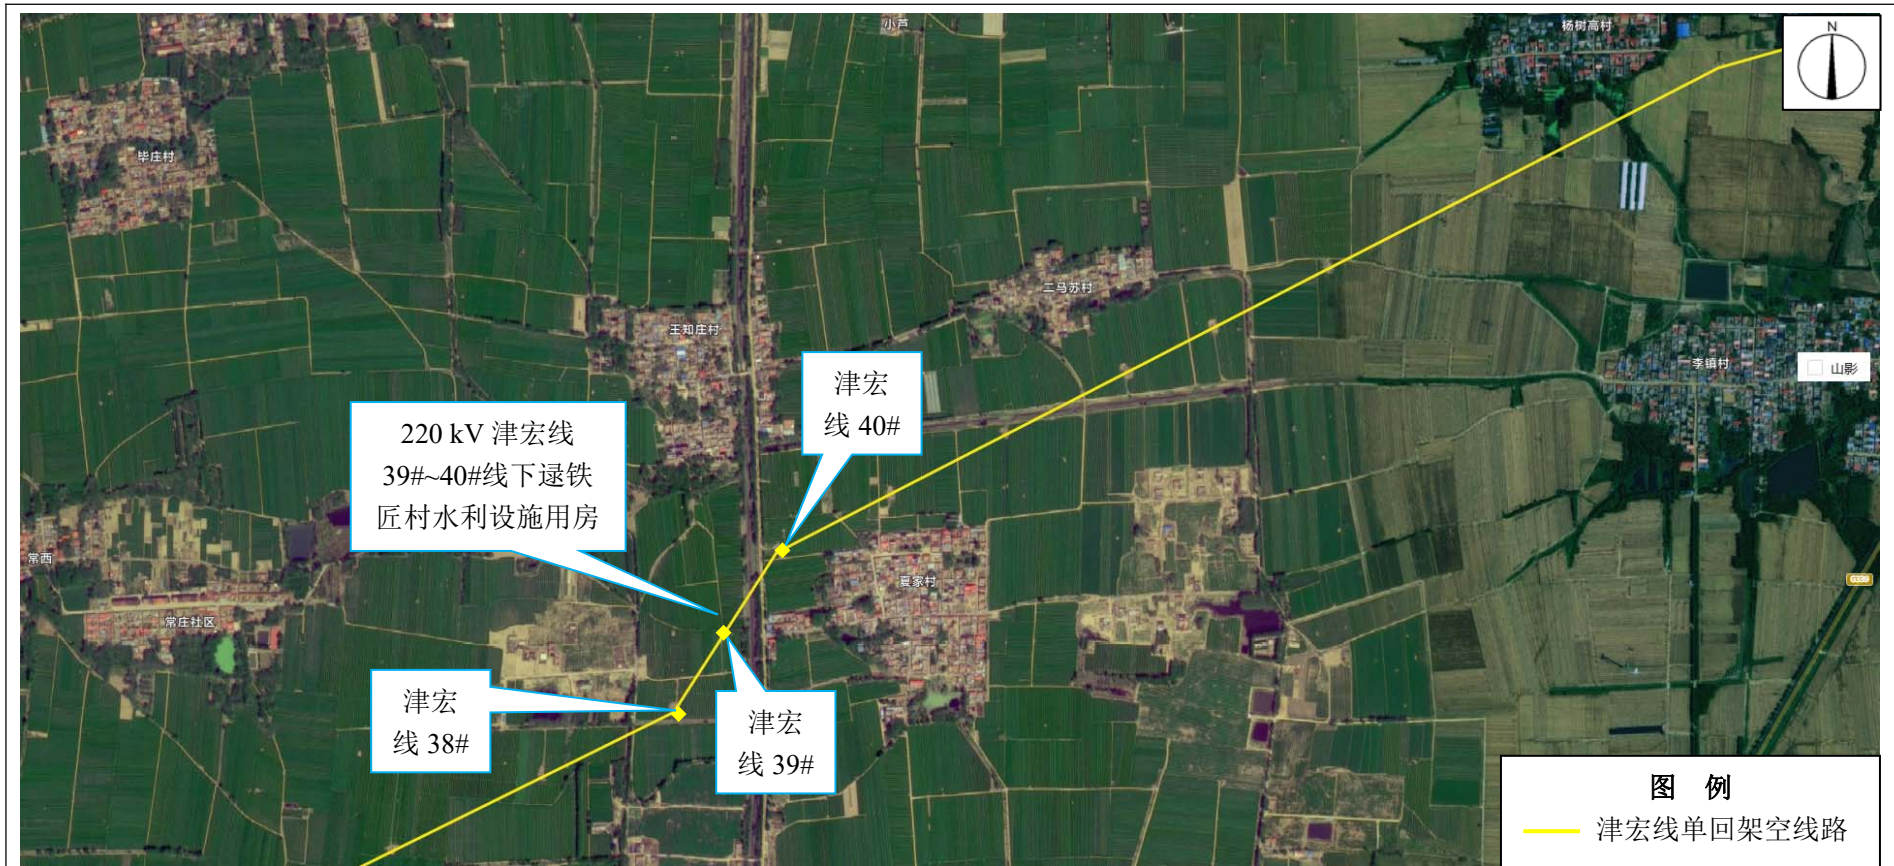 小芦
杨树高村
N
毕庄村
二马苏村
王知庄村
李镇村
山影
津宏
线 40#
220 kV 津宏线
39#~40#线下逯铁
匠村水利设施用房
常西
夏家村
常庄社区
津宏
线 38#
津宏
线 39#
图 例
津宏线单回架空线路